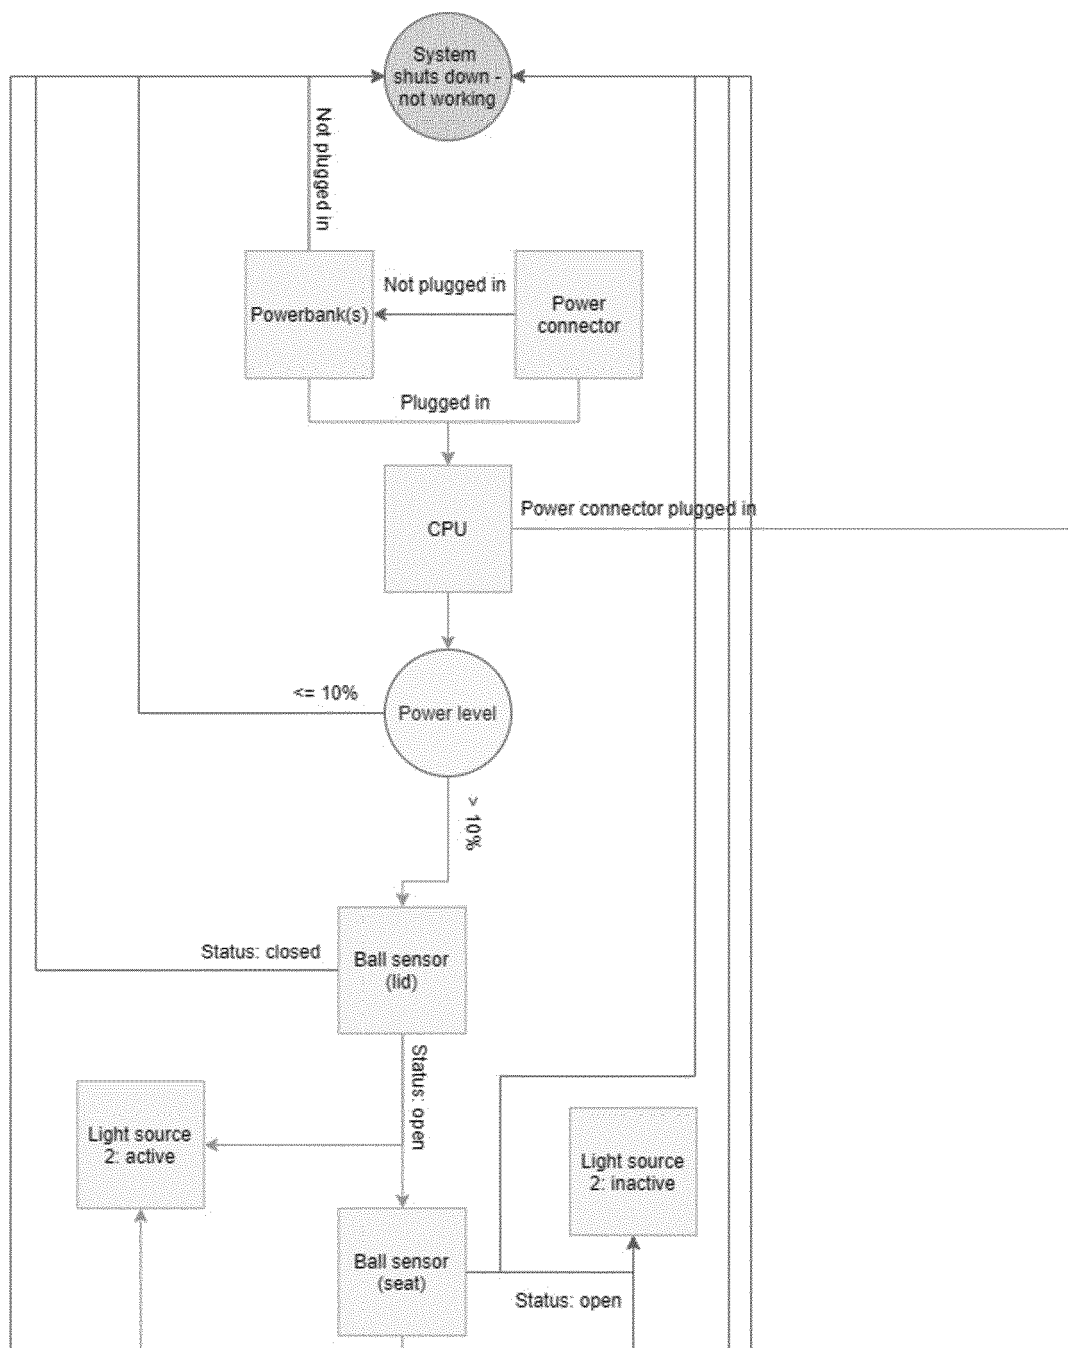 System
shuts down -
not working
Not plugged in
Not plugged in
Powerbank(s)
Power
connector
Plugged in
CPU
Power connector plugged in
<= 10%
Power level
> 10%
Status: closed
Ball sensor
(lid)
Status: open
Light source
2: active
Light source
2: inactive
Ball sensor
(seat)
Status: open